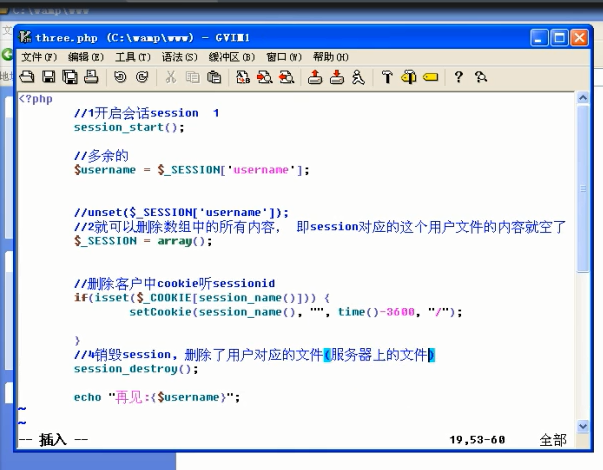 C:\wamp\www
three.php (C:\wamp\www) - GVIM1
文件(F) 编辑(E) 工具(T) 语法(S) 缓冲区(B) 窗口(W) 帮助(H)
<?php
//1开启会话session 1
session_start();
//多余的
$username = $_SESSION['username'];
//unset($_SESSION['username']);
//2就可以删除数组中的所有内容， 即session对应的这个用户文件的内容就空了
$_SESSION = array();
//删除客户中cookie听sessionid
if(isset($_COOKIE[session_name()])) {
setCookie(session_name(), "", time()-3600, "/");
}
//4销毁session，删除了用户对应的文件(服务器上的文件)
session_destroy();
echo "再见:{$username}";
~
~
-- 插入 -- 19,53-60 全部